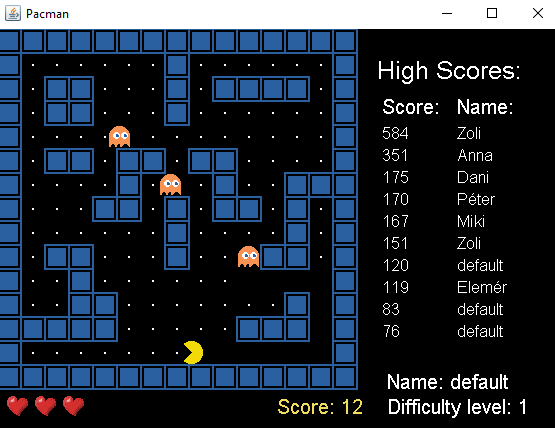 Pacman
High Scores:
Score: Name:
584 Zoli
351 Anna
175 Dani
170 Péter
167 Miki
151 Zoli
120 default
119 Elemér
83 default
76 default
Name: default
Score: 12 Difficulty level: 1